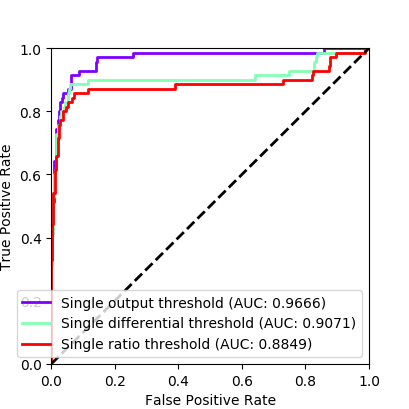 1.0
0.8
0.6
0.4
0.2
0.0
True Positive Rate
Single output threshold (AUC: 0.9666)
Single differential threshold (AUC: 0.9071)
Single ratio threshold (AUC: 0.8849)
0.0 0.2 0.4 0.6 0.8 1.0
False Positive Rate